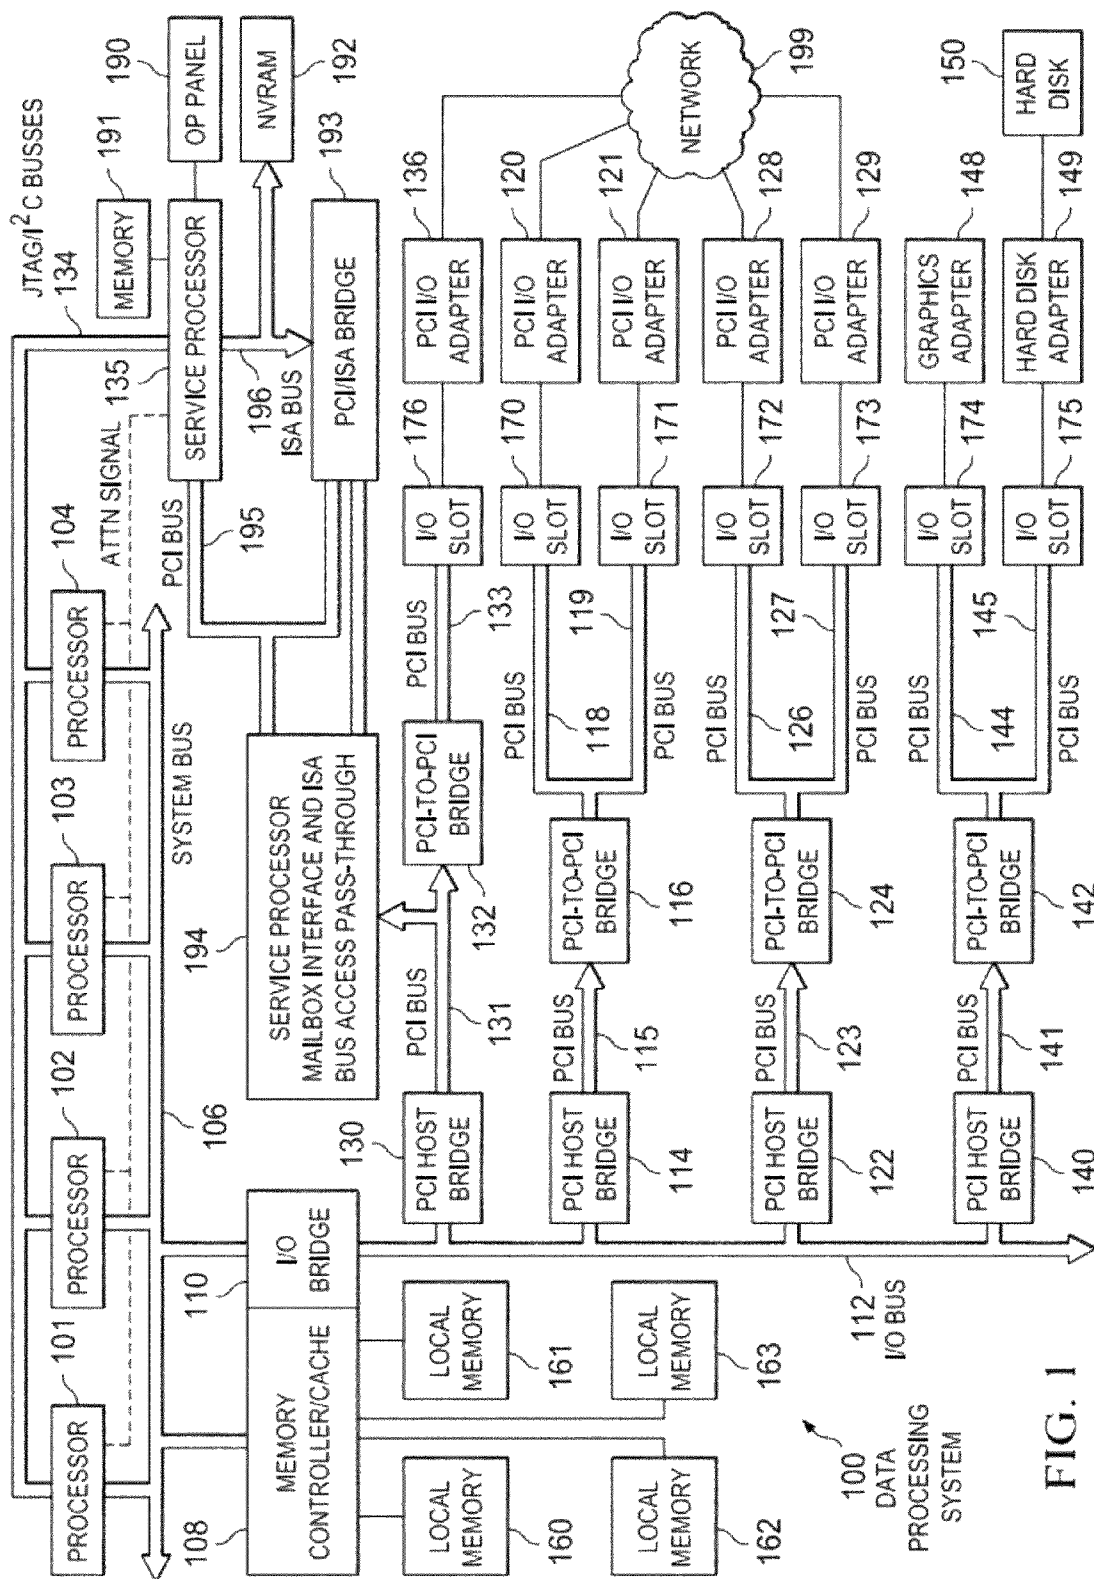 101
PROCESSOR
102
PROCESSOR
103
PROCESSOR
104
PROCESSOR
ATTN SIGNAL
JTAG/I²C BUSSES
134
191
MEMORY
135
SERVICE PROCESSOR
190
OP PANEL
106
SYSTEM BUS
PCI BUS
195
196
ISA BUS
NVRAM
192
108
MEMORY
CONTROLLER/CACHE
110
I/O
BRIDGE
194
SERVICE PROCESSOR
MAILBOX INTERFACE AND ISA
BUS ACCESS PASS-THROUGH
PCI/ISA BRIDGE
193
LOCAL
MEMORY
160
LOCAL
MEMORY
161
130
PCI HOST
BRIDGE
PCI BUS
131
PCI-TO-PCI
BRIDGE
132
PCI BUS
133
I/O
SLOT
176
PCI I/O
ADAPTER
136
PCI HOST
BRIDGE
114
PCI BUS
115
PCI-TO-PCI
BRIDGE
116
PCI BUS
118
119
PCI BUS
I/O
SLOT
170
PCI I/O
ADAPTER
120
I/O
SLOT
171
PCI I/O
ADAPTER
121
NETWORK
199
LOCAL
MEMORY
162
LOCAL
MEMORY
163
PCI HOST
BRIDGE
122
PCI BUS
123
PCI-TO-PCI
BRIDGE
124
PCI BUS
126
127
PCI BUS
I/O
SLOT
172
PCI I/O
ADAPTER
128
I/O
SLOT
173
PCI I/O
ADAPTER
129
112
I/O BUS
PCI HOST
BRIDGE
140
PCI BUS
141
PCI-TO-PCI
BRIDGE
142
PCI BUS
144
145
PCI BUS
I/O
SLOT
174
GRAPHICS
ADAPTER
148
I/O
SLOT
175
HARD DISK
ADAPTER
149
150
HARD
DISK
100
DATA
PROCESSING
SYSTEM
FIG. 1